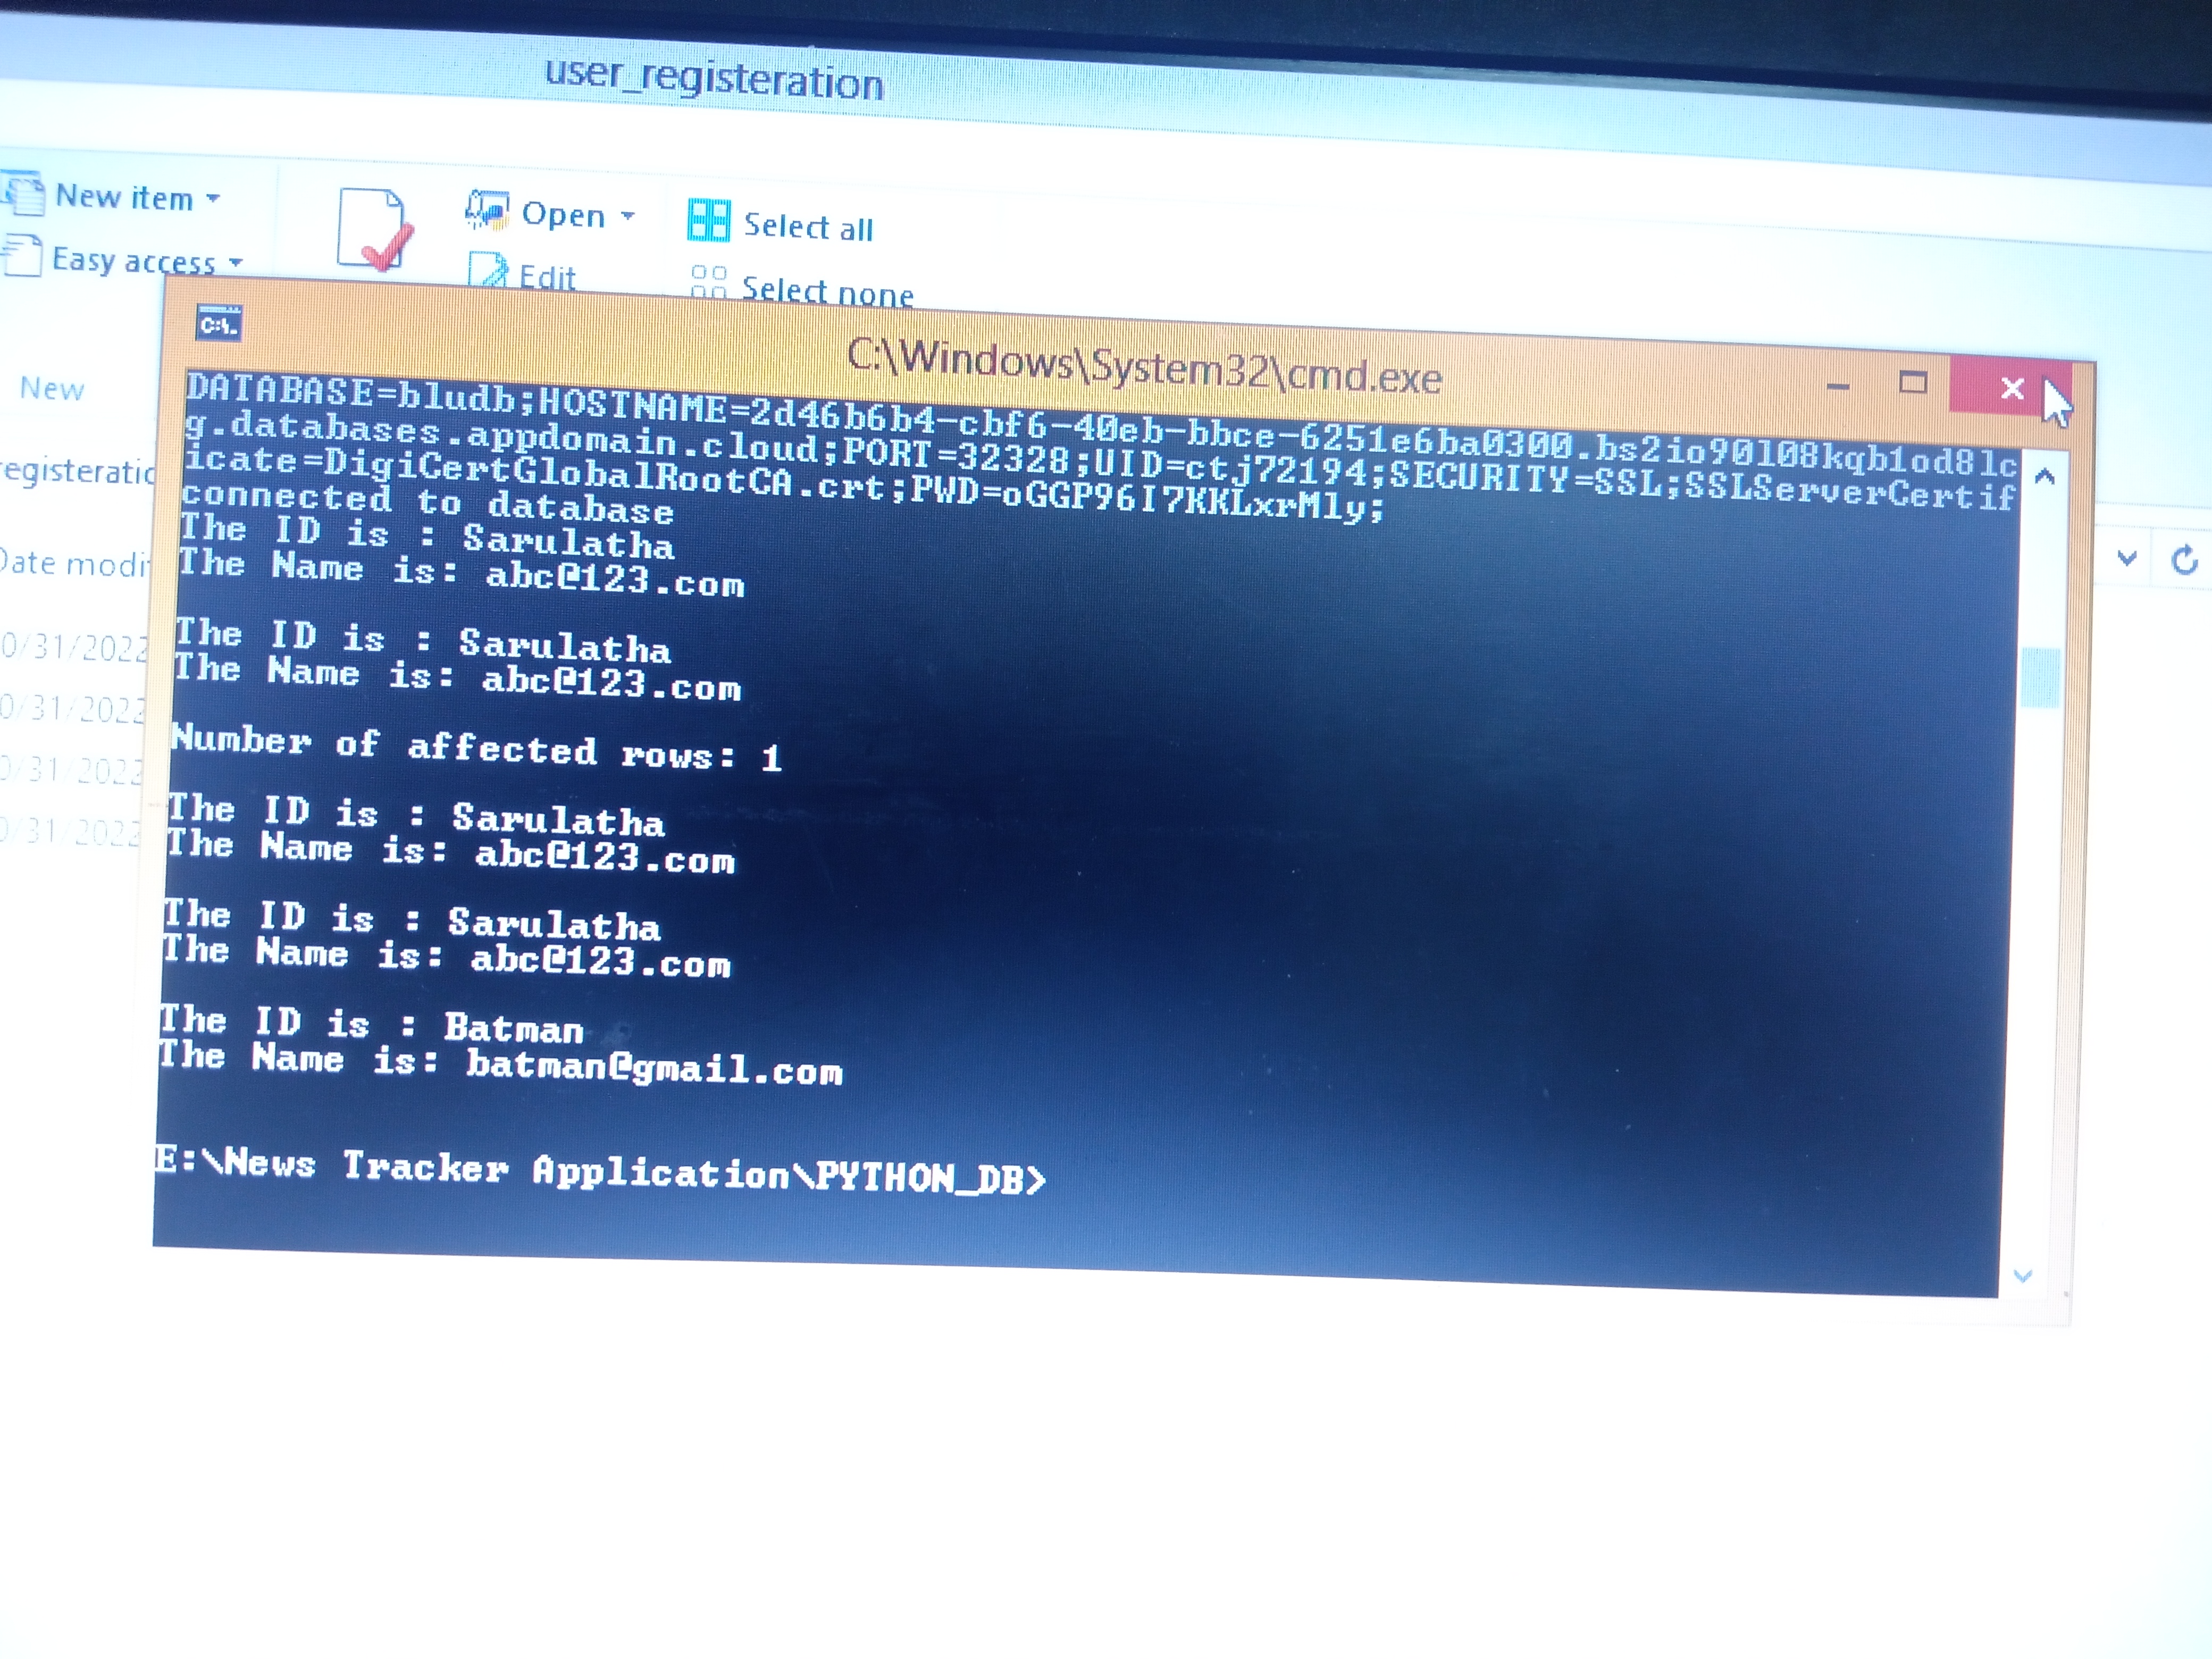 user_registeration
New item
Open
Select all
Easy access
Edit
Select none
New
C:\Windows\System32\cmd.exe
DATABASE=bludb;HOSTNAME=2d46b6b4-cbf6-40eb-bbce-6251e6ba0300.bs2io90l08kqb1od8lc
g.databases.appdomain.cloud;PORT=32328;UID=ctj72194;SECURITY=SSL;SSLServerCertif
icate=DigiCertGlobalRootCA.crt;PWD=oGGP96I7KKLxrMly;
connected to database
The ID is : Sarulatha
The Name is: abc@123.com
The ID is : Sarulatha
The Name is: abc@123.com
Number of affected rows: 1
The ID is : Sarulatha
The Name is: abc@123.com
The ID is : Sarulatha
The Name is: abc@123.com
The ID is : Batman
The Name is: batman@gmail.com
E:\News Tracker Application\PYTHON_DB>
egisteratio
Date modi
0/31/2022
0/31/2022
0/31/2022
0/31/2022